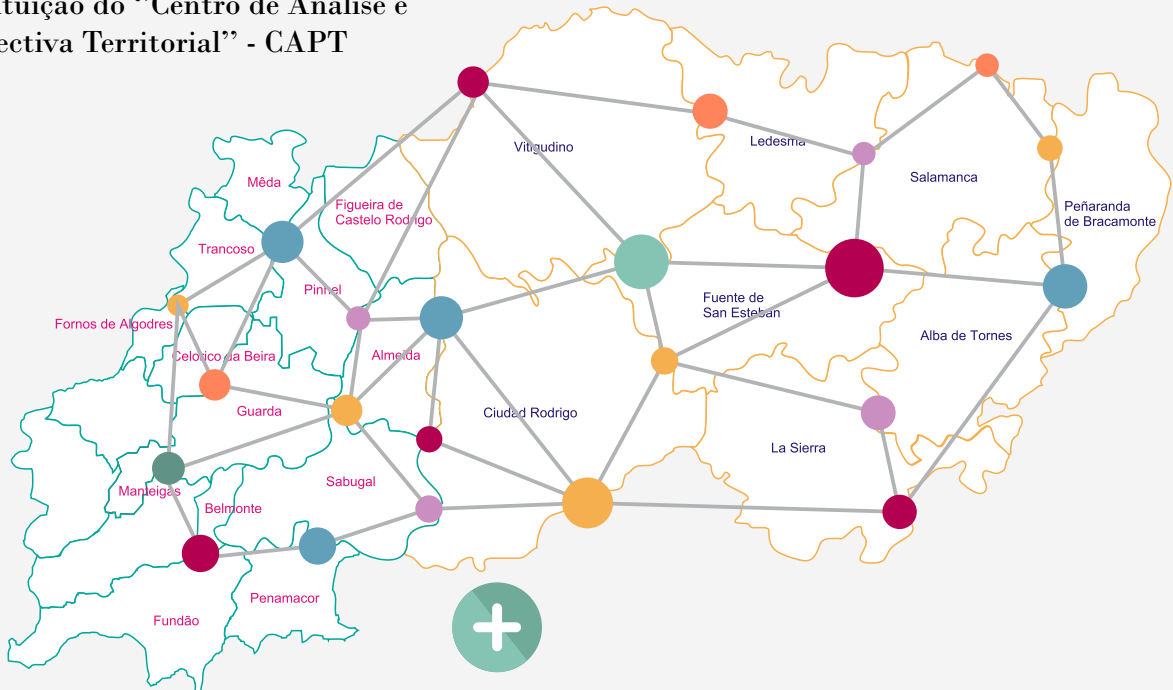 tuição do “Centro de Análise e
ectiva Territorial” - CAPT
Vitigudino
Ledesma
Mêda
Salamanca
Figueira de
Castelo Rodrigo
Peñaranda
de Bracamonte
Trancoso
Pinhel
Fuente de
San Esteban
Fornos de Algodres
Alba de Tornes
Celorico da Beira
Almeida
Guarda
Ciudad Rodrigo
La Sierra
Sabugal
Manteigas
Belmonte
Penamacor
Fundão